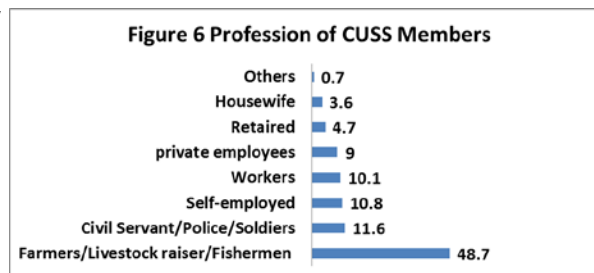 Figure 6 Profession of CUSS Members
Others 0.7
Housewife 3.6
Retaired 4.7
private employees 9
Workers 10.1
Self-employed 10.8
Civil Servant/Police/Soldiers 11.6
Farmers/Livestock raiser/Fishermen 48.7